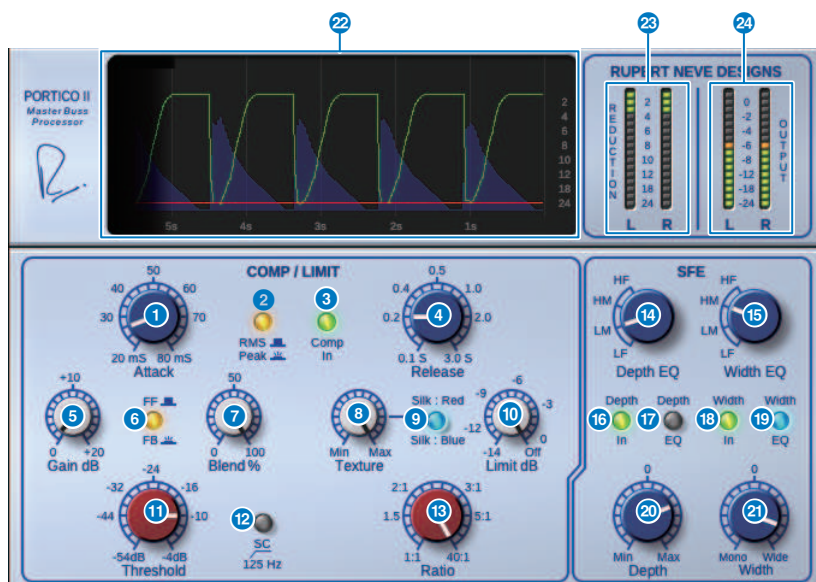 22 23 24
PORTICO II
Master Buss
Processor
2
4
6
8
10
12
18
24
5s 4s 3s 2s 1s
RUPERT NEVE DESIGNS
REDUCTION
2
4
6
8
10
12
18
24
L R
0
-2
-4
-6
-8
-12
-18
-24
L R
OUTPUT
COMP / LIMIT
30 40 50 60 70
1
20 mS 80 mS
Attack
2
RMS
Peak
3
Comp
In
0.2 0.4 0.5 1.0 2.0
4
0.1 S 3.0 S
Release
+10
5
0 +20
Gain dB
FF
6
FB
50
7
0 100
Blend %
8
Min Max
Texture
Silk : Red
9
Silk : Blue
-12 -9 -6 -3 0
10
-14 Off
Limit dB
-44 -32 -24 -16 -10
11
-54dB -4dB
Threshold
12
SC
125 Hz
1.5 2:1 3:1 5:1
13
1:1 40:1
Ratio
SFE
HF
HM
LM
LF
14
Depth EQ
HF
HM
LM
LF
15
Width EQ
Depth
16
In
Depth
17
EQ
Width
18
In
Width
19
EQ
0
20
Min Max
Depth
0
21
Mono Wide
Width